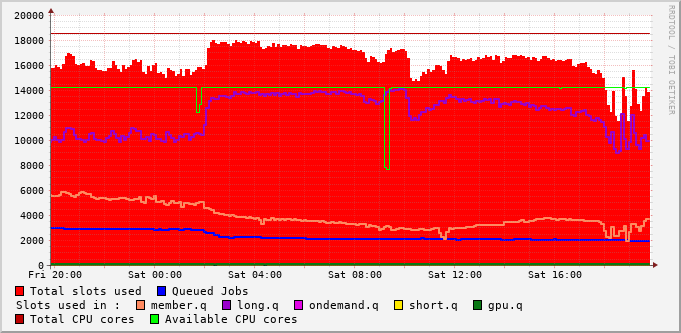 20000
18000
16000
14000
12000
10000
8000
6000
4000
2000
0
Fri 20:00 Sat 00:00 Sat 04:00 Sat 08:00 Sat 12:00 Sat 16:00
Total slots used Queued Jobs
Slots used in : member.q long.q ondemand.q short.q gpu.q
Total CPU cores Available CPU cores
RRDTOOL / TOBI OETIKER